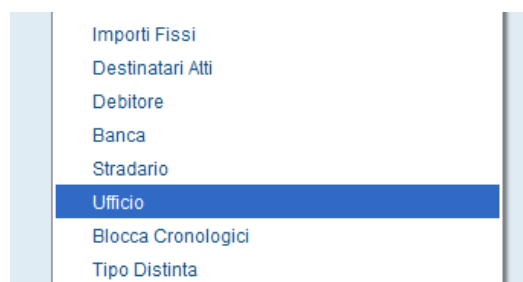 Importi Fissi
Destinatari Atti
Debitore
Banca
Stradario
Ufficio
Blocca Cronologici
Tipo Distinta